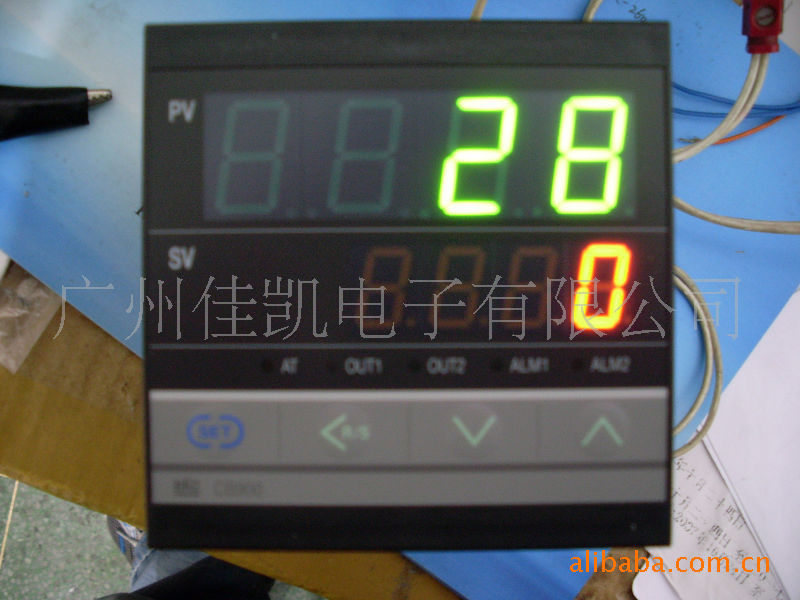 PV 28
SV 0
广州佳凯电子有限公司
AT OUT1 OUT2 ALM1 ALM2
SET <R/S
CB900
alibaba.com.cn